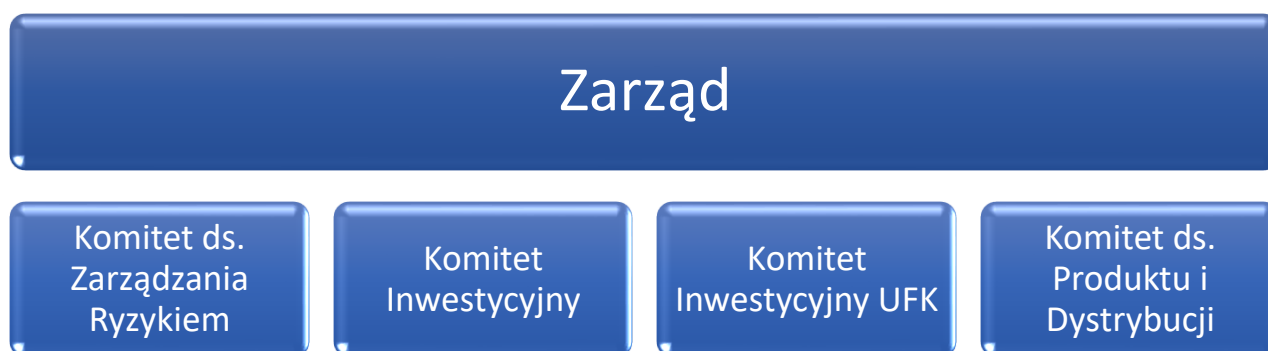 Zarząd
Komitet ds.
Zarządzania
Ryzykiem
Komitet
Inwestycyjny
Komitet
Inwestycyjny UFK
Komitet ds.
Produktu i
Dystrybucji